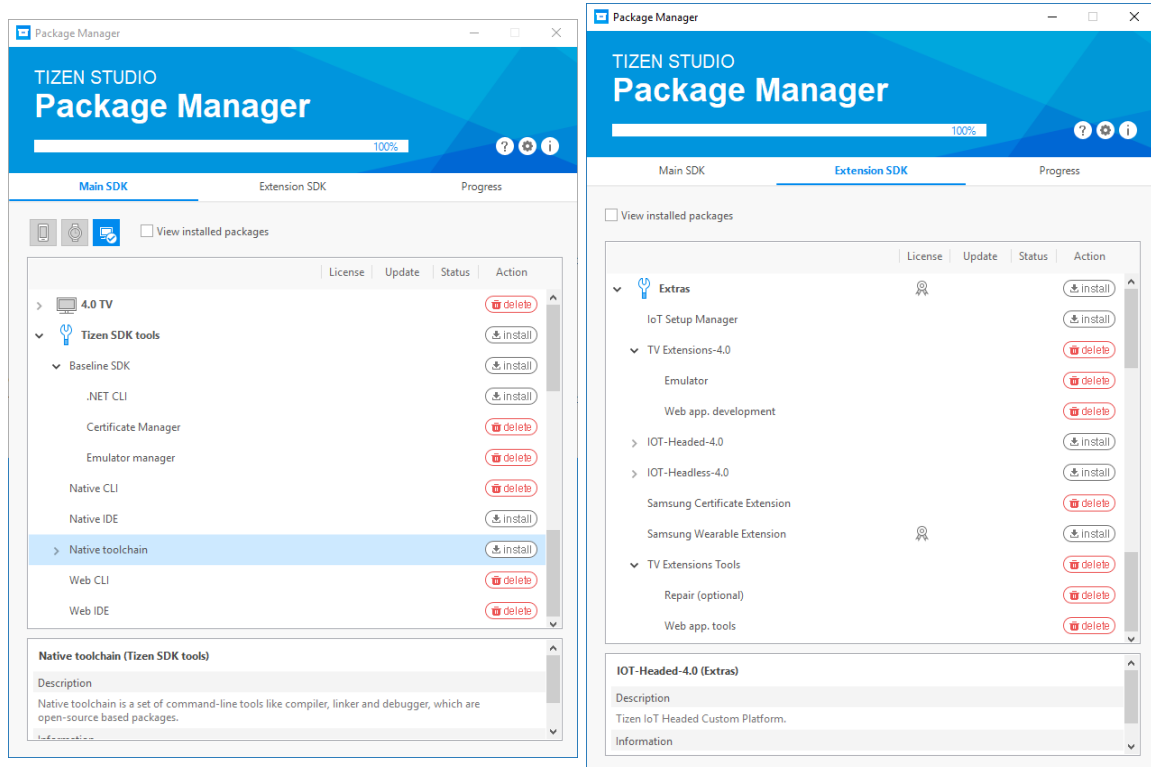 Package Manager
TIZEN STUDIO
Package Manager
100%
Main SDK Extension SDK Progress
View installed packages
License Update Status Action
4.0 TV delete
Tizen SDK tools install
Baseline SDK install
.NET CLI install
Certificate Manager delete
Emulator manager delete
Native CLI delete
Native IDE install
Native toolchain install
Web CLI delete
Web IDE delete
Native toolchain (Tizen SDK tools)
Description
Native toolchain is a set of command-line tools like compiler, linker and debugger, which are
open-source based packages.
Information
Package Manager
TIZEN STUDIO
Package Manager
100%
Main SDK Extension SDK Progress
View installed packages
License Update Status Action
Extras install
IoT Setup Manager install
TV Extensions-4.0 delete
Emulator delete
Web app. development delete
IOT-Headed-4.0 install
IOT-Headless-4.0 install
Samsung Certificate Extension delete
Samsung Wearable Extension install
TV Extensions Tools delete
Repair (optional) delete
Web app. tools delete
IOT-Headed-4.0 (Extras)
Description
Tizen IoT Headed Custom Platform.
Information